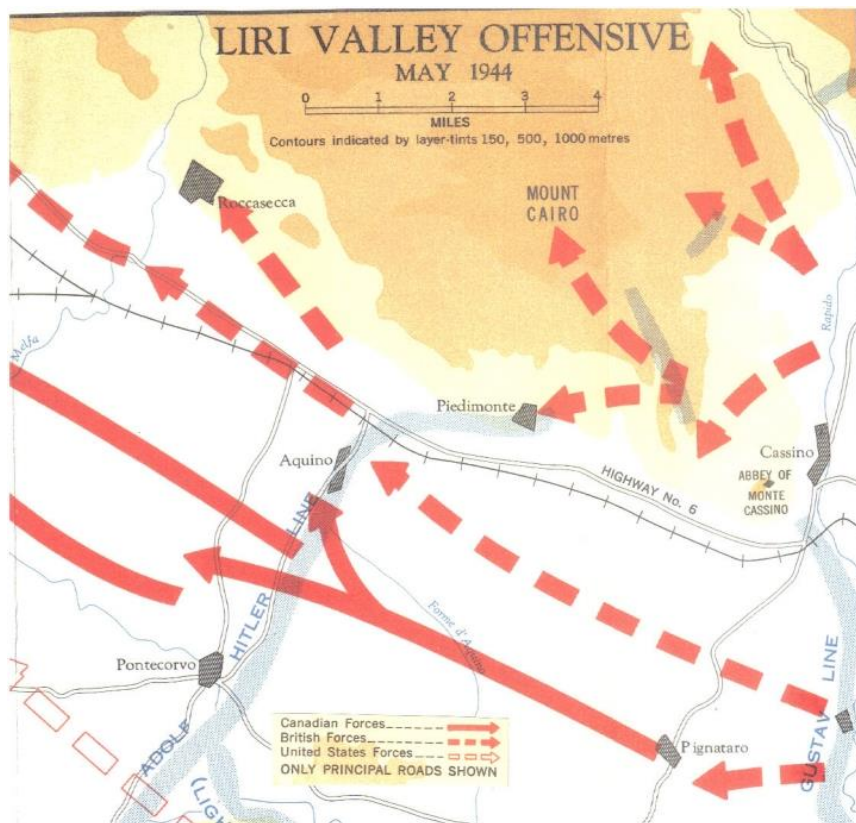 LIRI VALLEY OFFENSIVE
MAY 1944
0 1 2 3 4
MILES
Contours indicated by layer-tints 150, 500, 1000 metres
Roccasecca
MOUNT
CAIRO
Rapido
Melfa
Piedimonte
Cassino
Aquino
HIGHWAY No. 6
ABBEY OF
MONTE
CASSINO
Forme d'Aquino
Pontecorvo
ADOLF HITLER LINE
GUSTAV LINE
Pignataro
Canadian Forces
British Forces
United States Forces
ONLY PRINCIPAL ROADS SHOWN